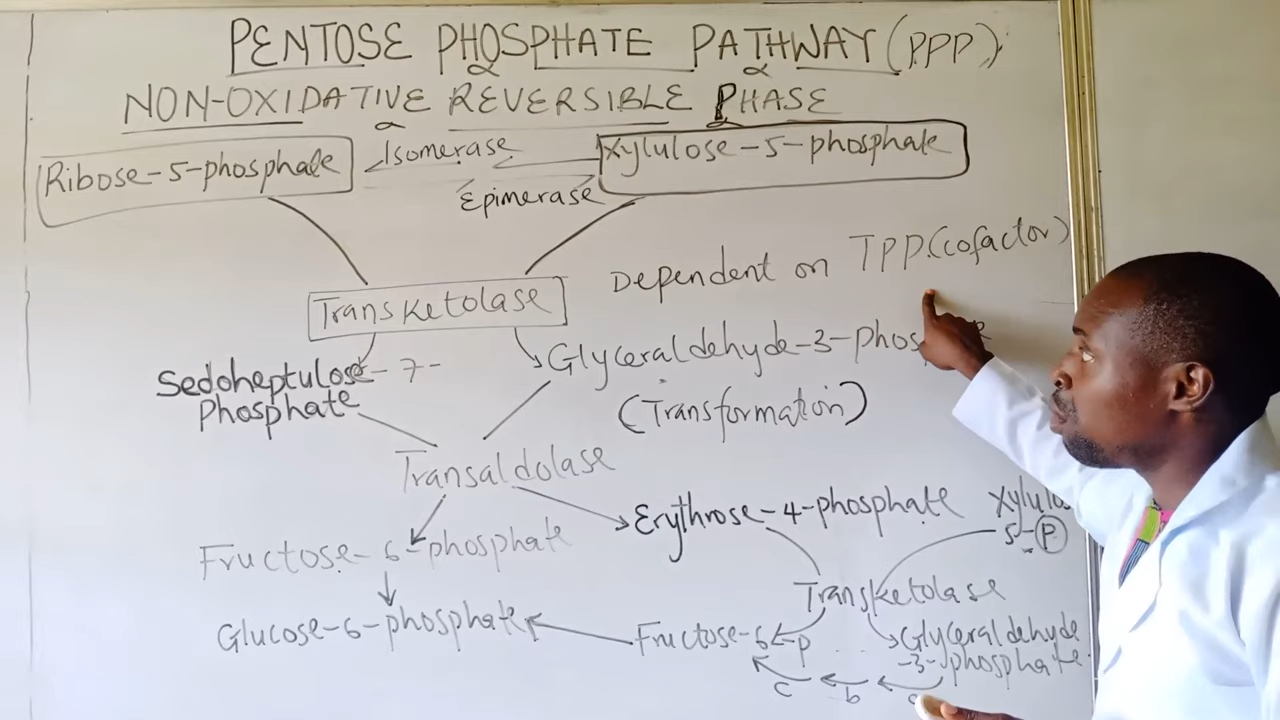 PENTOSE PHOSPHATE PATHWAY (PPP)
NON-OXIDATIVE REVERSIBLE PHASE
Ribose-5-phosphate
Isomerase
Epimerase
Xylulose-5-phosphate
Dependent on TPP (cofactor)
Transketolase
Sedoheptulose-7-
Phosphate
Glyceraldehyde-3-phos
(Transformation)
Transaldolase
Fructose-6-phosphate
Erythrose-4-phosphate
Xylulos
5-P
Transketolase
Glucose-6-phosphate
Fructose-6-p
Glyceraldehyde
-3-phosphate
c b